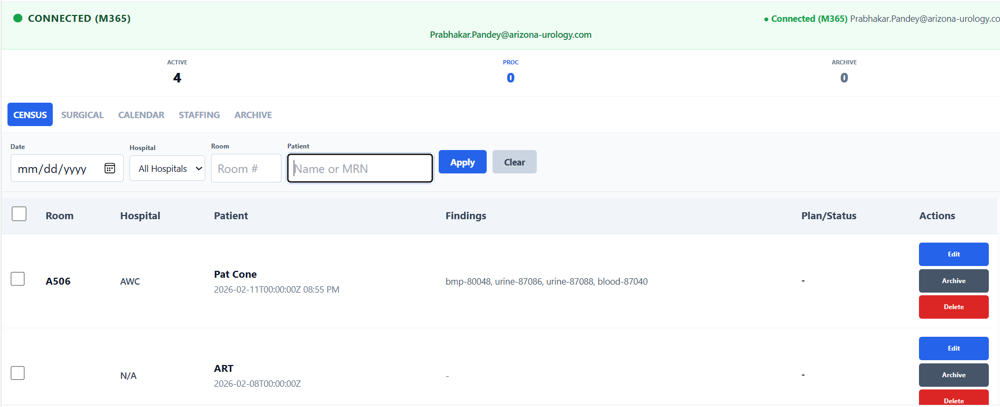 CONNECTED (M365)
● Connected (M365) Prabhakar.Pandey@arizona-urology.co
Prabhakar.Pandey@arizona-urology.com
ACTIVE
4
PROC
0
ARCHIVE
0
CENSUS SURGICAL CALENDAR STAFFING ARCHIVE
Date Hospital Room Patient
mm/dd/yyyy All Hospitals Room # Name or MRN Apply Clear
Room Hospital Patient Findings Plan/Status Actions
A506 AWC Pat Cone bmp-80048, urine-87086, urine-87088, blood-87040 -
2026-02-11T00:00:00Z 08:55 PM
Edit
Archive
Delete
N/A ART - -
2026-02-08T00:00:00Z
Edit
Archive
Delete